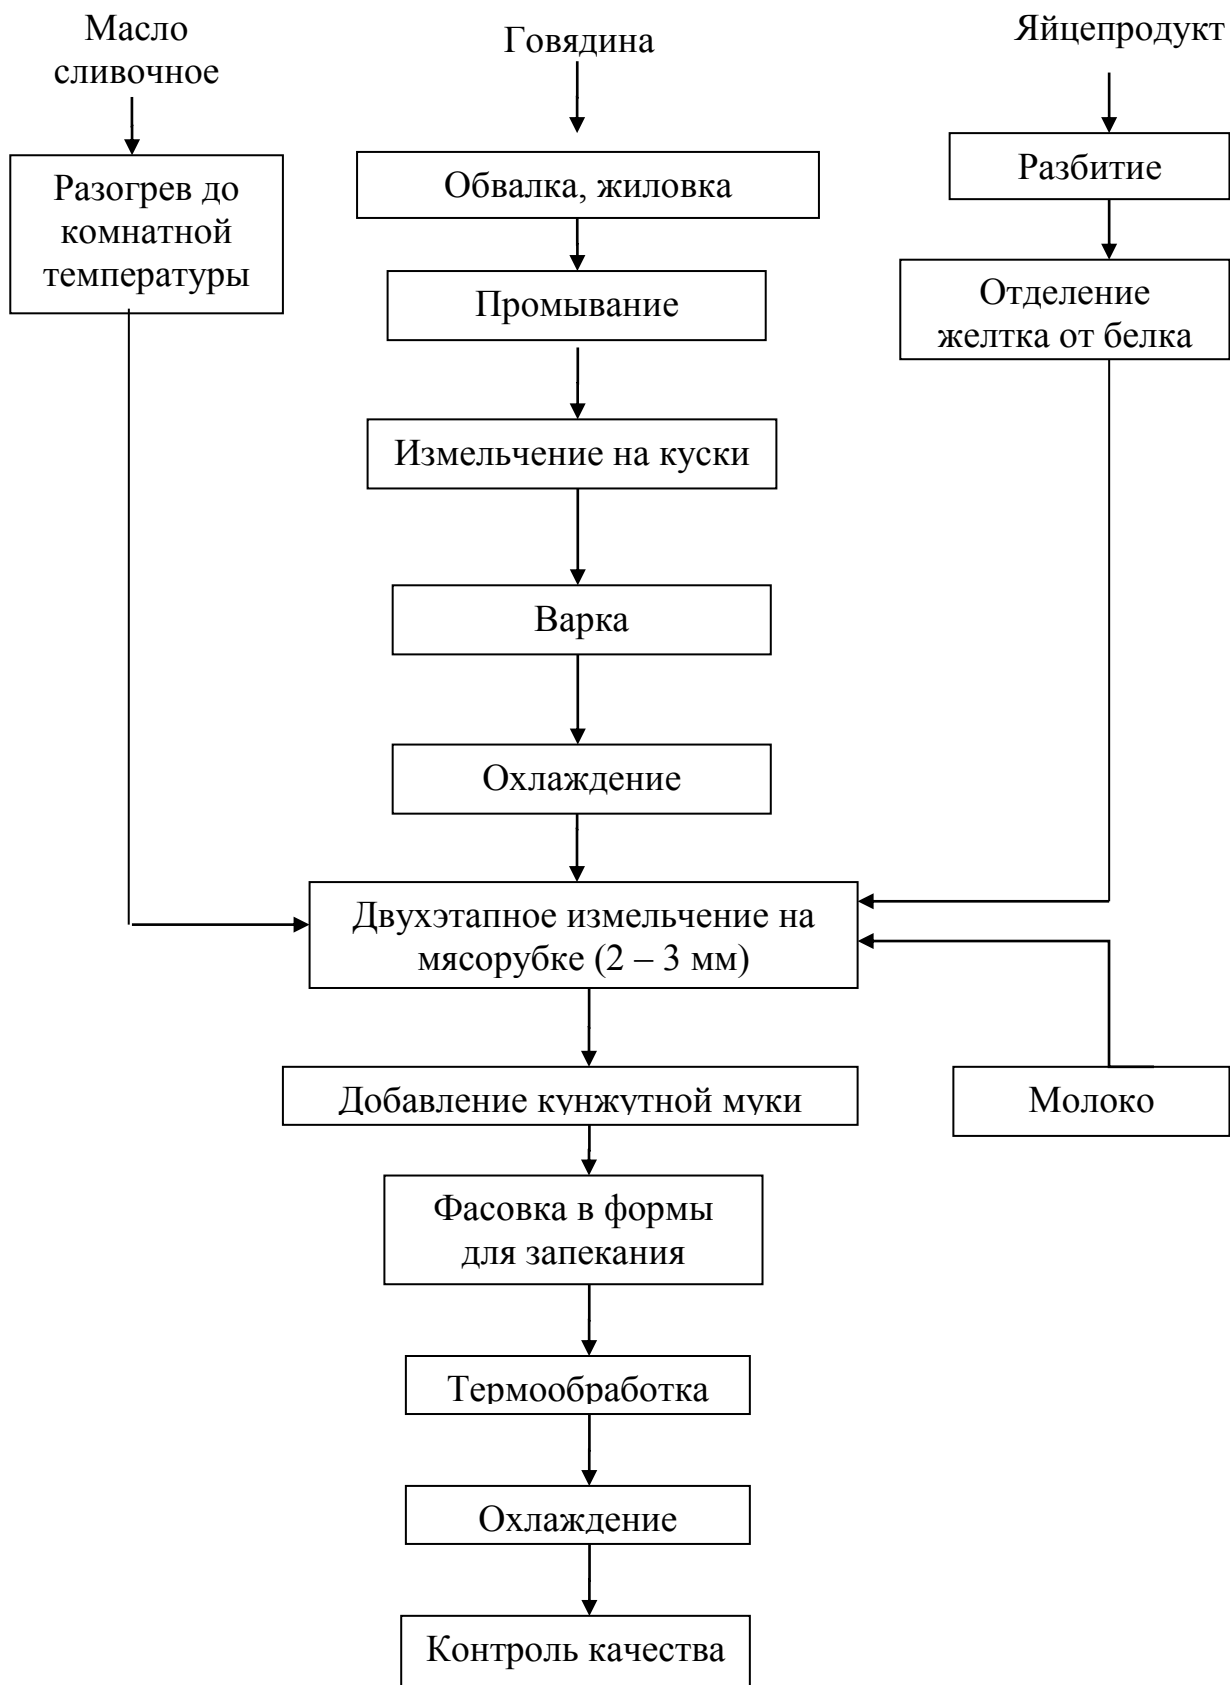 Масло
сливочное
Говядина
Яйцепродукт
Разогрев до
комнатной
температуры
Обвалка, жиловка
Разбитие
Промывание
Отделение
желтка от белка
Измельчение на куски
Варка
Охлаждение
Двухэтапное измельчение на
мясорубке (2 – 3 мм)
Добавление кунжутной муки
Молоко
Фасовка в формы
для запекания
Термообработка
Охлаждение
Контроль качества